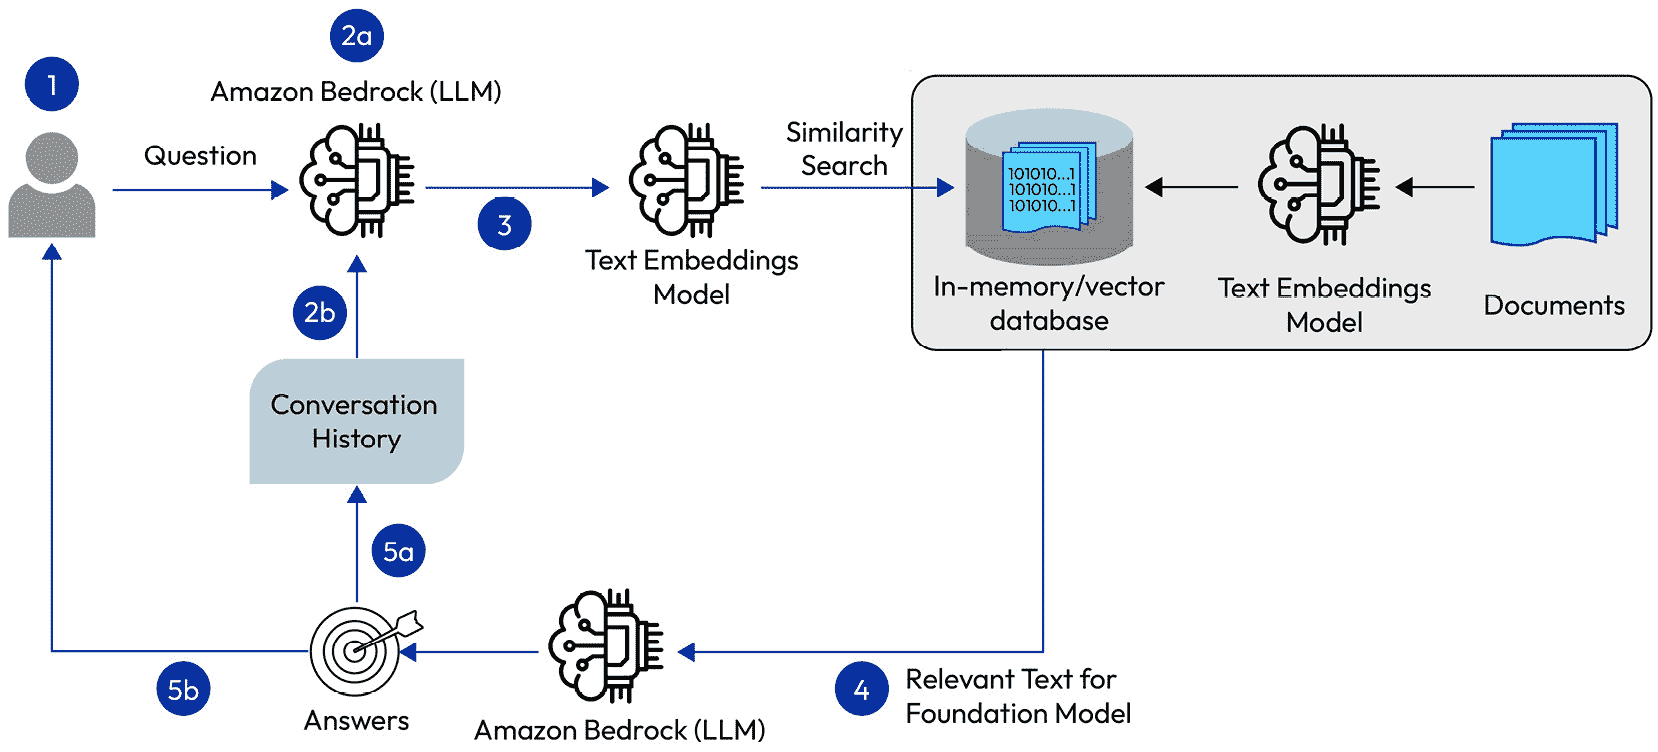 1
2a
Amazon Bedrock (LLM)
Question
3
Text Embeddings
Model
Similarity
Search
101010...1
101010...1
101010...1
In-memory/vector
database
Text Embeddings
Model
Documents
2b
Conversation
History
5a
5b
Answers
Amazon Bedrock (LLM)
4
Relevant Text for
Foundation Model